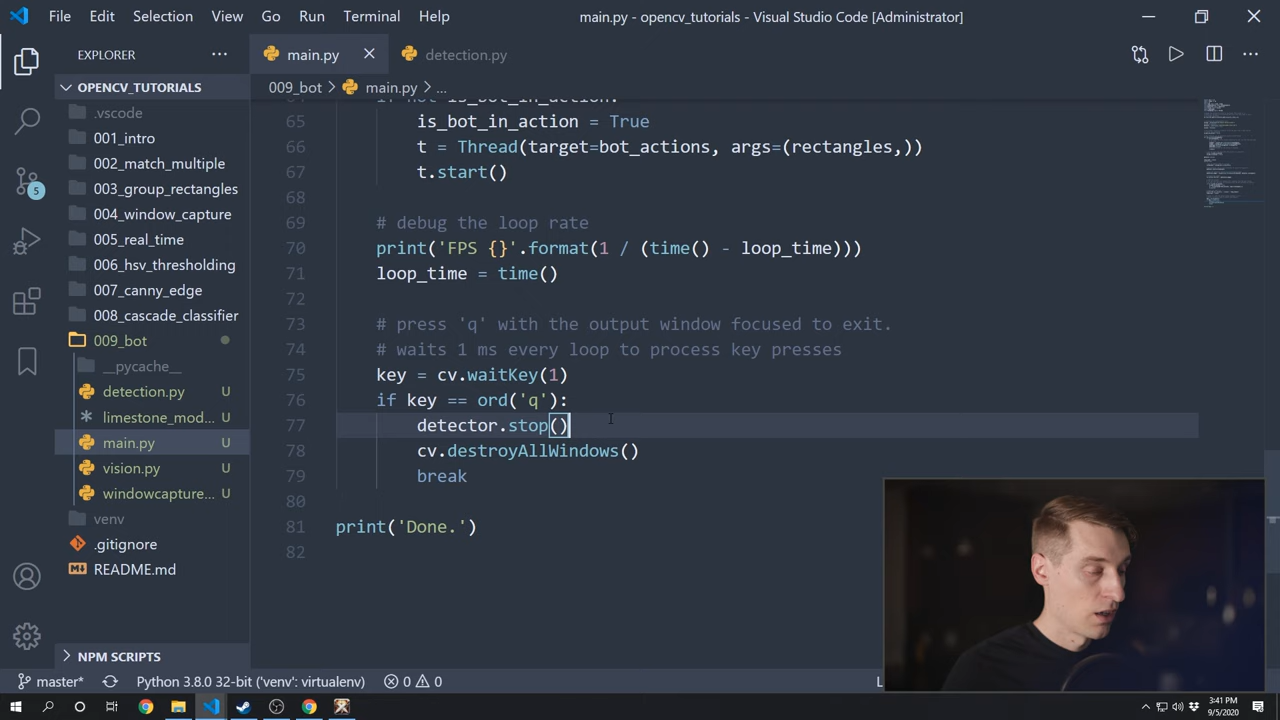 File Edit Selection View Go Run Terminal Help
main.py - opencv_tutorials - Visual Studio Code [Administrator]
EXPLORER
main.py
detection.py
OPENCV_TUTORIALS
009_bot
main.py
...
.vscode
001_intro
002_match_multiple
003_group_rectangles
004_window_capture
005_real_time
006_hsv_thresholding
007_canny_edge
008_cascade_classifier
009_bot
__pycache__
detection.py U
limestone_mod... U
main.py U
vision.py U
windowcapture... U
venv
.gitignore
README.md
NPM SCRIPTS
5
64 if not is_bot_in_action:
65 is_bot_in_action = True
66 t = Thread(target=bot_actions, args=(rectangles,))
67 t.start()
68
69 # debug the loop rate
70 print('FPS {}'.format(1 / (time() - loop_time)))
71 loop_time = time()
72
73 # press 'q' with the output window focused to exit.
74 # waits 1 ms every loop to process key presses
75 key = cv.waitKey(1)
76 if key == ord('q'):
77 detector.stop()
78 cv.destroyAllWindows()
79 break
80
81 print('Done.')
82
master* Python 3.8.0 32-bit ('venv': virtualenv) 0 0 L
3:41 PM
9/5/2020